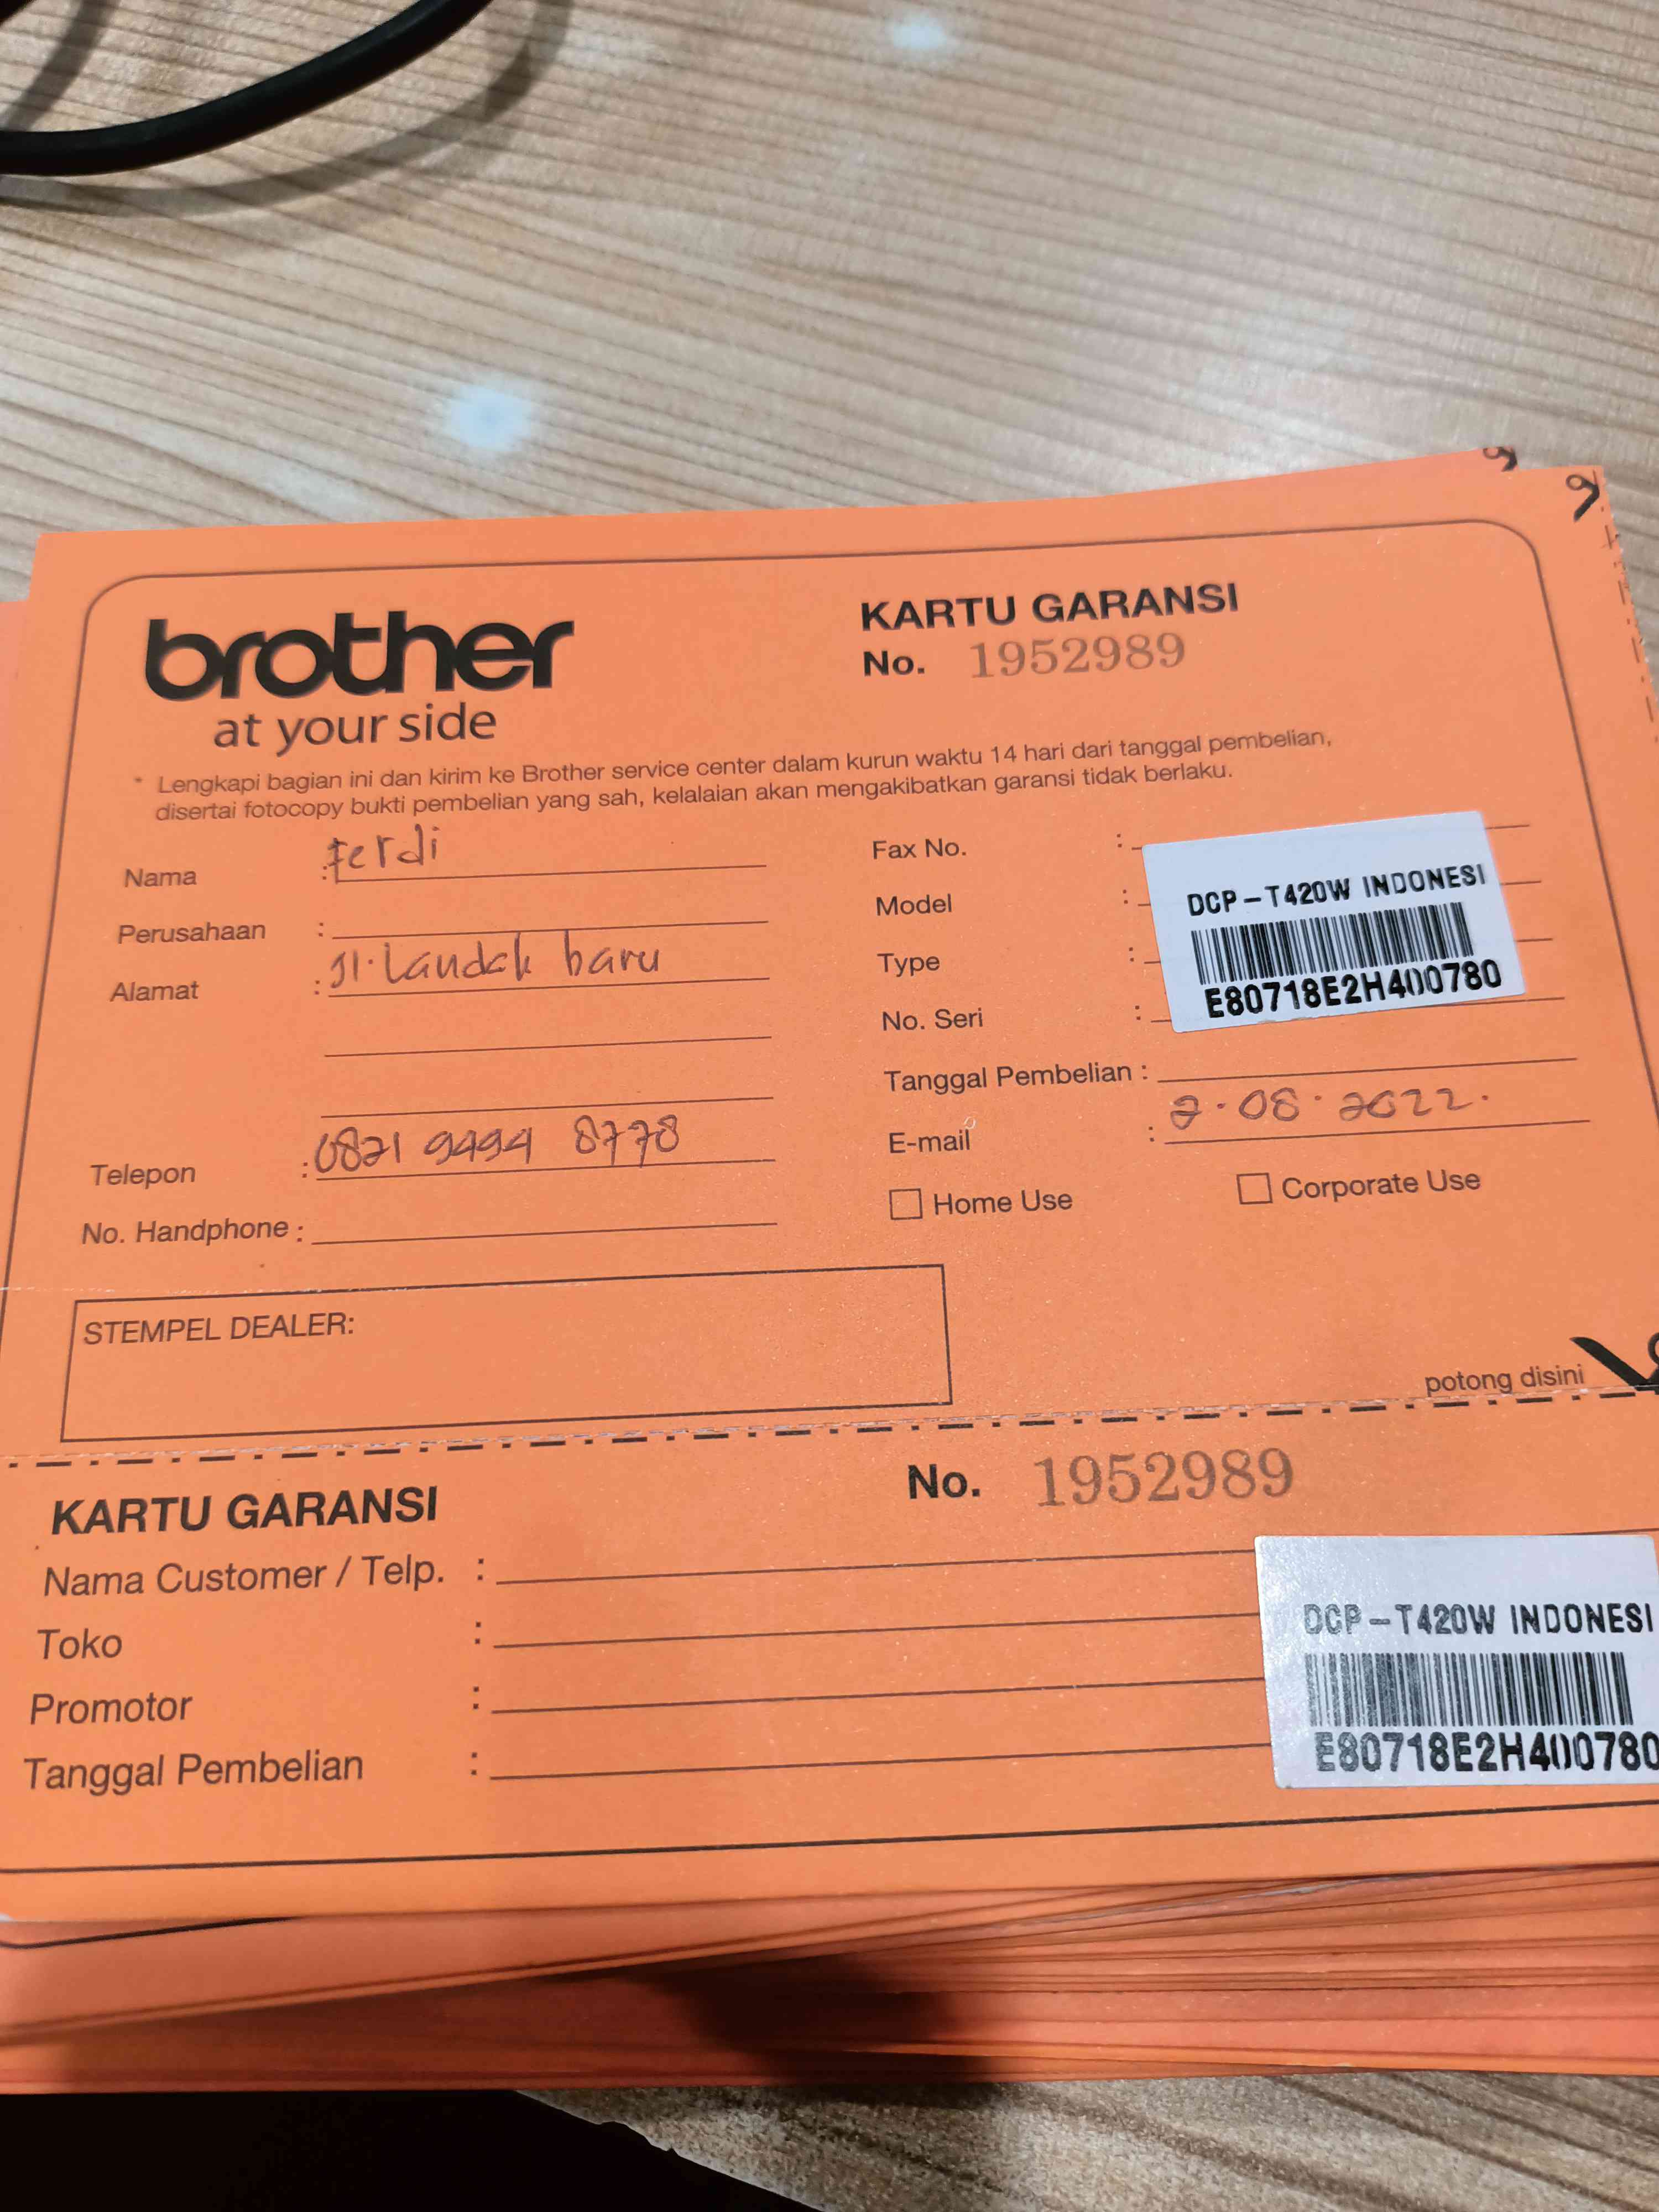 brother
at your side
KARTU GARANSI
No. 1952989
* Lengkapi bagian ini dan kirim ke Brother service center dalam kurun waktu 14 hari dari tanggal pembelian,
disertai fotocopy bukti pembelian yang sah, kelalaian akan mengakibatkan garansi tidak berlaku.
Nama : Ferdi
Perusahaan :
Alamat : Jl. Landak baru
Telepon : 0821 9494 8778
No. Handphone :
Fax No. :
Model :
Type :
No. Seri :
DCP-T420W INDONESI
E80718E2H400780
Tanggal Pembelian :
E-mail : 2.08.2022.
Home Use
Corporate Use
STEMPEL DEALER:
potong disini
KARTU GARANSI
No. 1952989
Nama Customer / Telp. :
Toko :
Promotor :
Tanggal Pembelian :
DCP-T420W INDONESI
E80718E2H400780